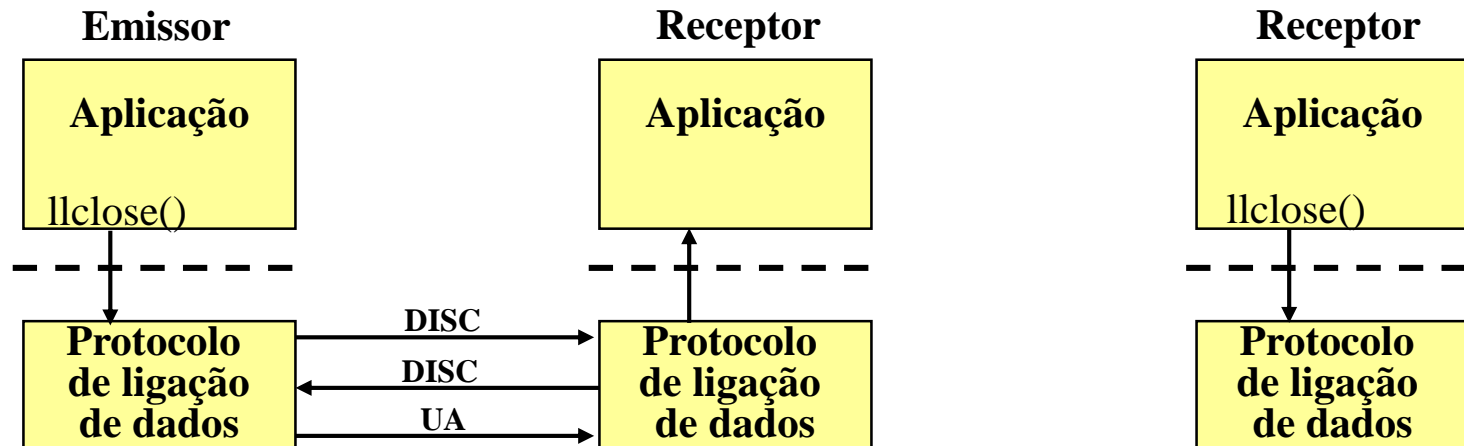 Emissor
Receptor
Receptor
Aplicação
Aplicação
Aplicação
llclose()
llclose()
DISC
DISC
UA
Protocolo
de ligação
de dados
Protocolo
de ligação
de dados
Protocolo
de ligação
de dados